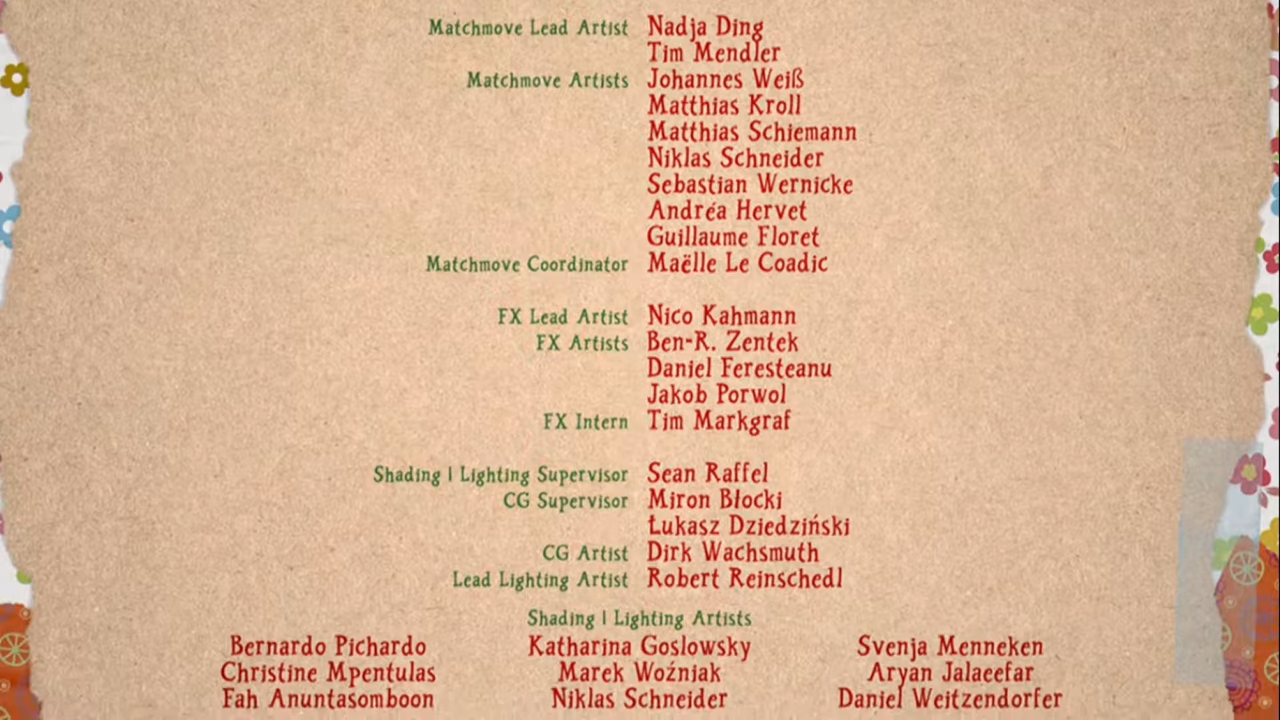 Matchmove Lead Artist Nadja Ding
Tim Mendler
Matchmove Artists Johannes Weiß
Matthias Kroll
Matthias Schiemann
Niklas Schneider
Sebastian Wernicke
Andréa Hervet
Guillaume Floret
Matchmove Coordinator Maëlle Le Coadic
FX Lead Artist Nico Kahmann
FX Artists Ben-R. Zentek
Daniel Feresteanu
Jakob Porwol
FX Intern Tim Markgraf
Shading | Lighting Supervisor Sean Raffel
CG Supervisor Miron Błocki
Łukasz Dziedziński
CG Artist Dirk Wachsmuth
Lead Lighting Artist Robert Reinschedl
Shading | Lighting Artists
Bernardo Pichardo Katharina Goslowsky Svenja Menneken
Christine Mpentulas Marek Woźniak Aryan Jalaeefar
Fah Anuntasomboon Niklas Schneider Daniel Weitzendorfer